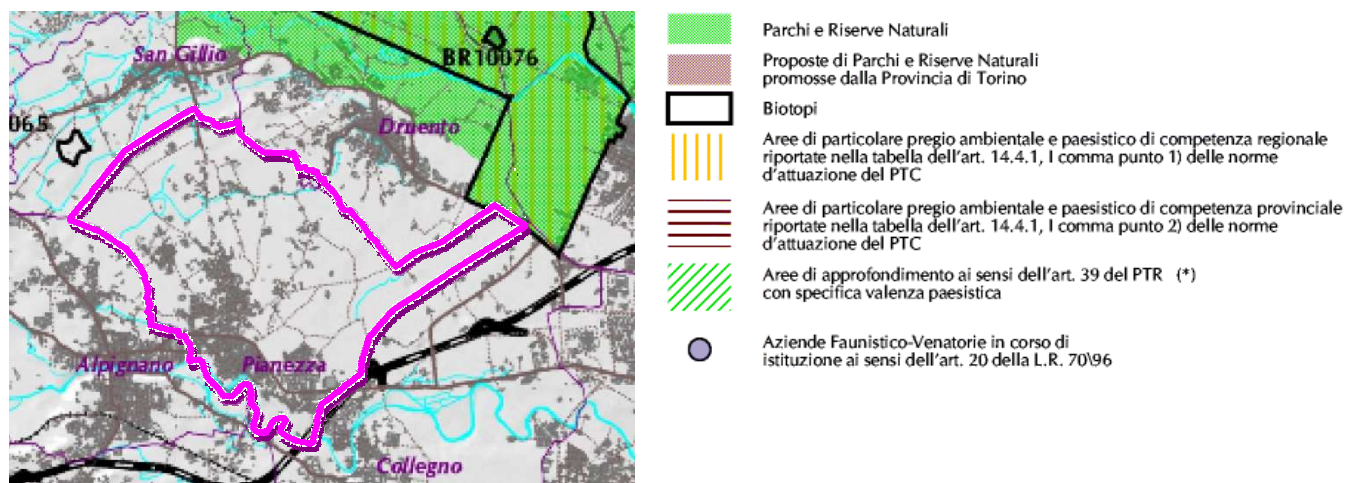 San Gillio
BR10076
065
Druento
Alpignano
Pianezza
Collegno
Parchi e Riserve Naturali
Proposte di Parchi e Riserve Naturali
promosse dalla Provincia di Torino
Biotopi
Aree di particolare pregio ambientale e paesistico di competenza regionale
riportate nella tabella dell'art. 14.4.1, I comma punto 1) delle norme
d'attuazione del PTC
Aree di particolare pregio ambientale e paesistico di competenza provinciale
riportate nella tabella dell'art. 14.4.1, I comma punto 2) delle norme
d'attuazione del PTC
Aree di approfondimento ai sensi dell'art. 39 del PTR (*)
con specifica valenza paesistica
Aziende Faunistico-Venatorie in corso di
istituzione ai sensi dell'art. 20 della L.R. 70\96